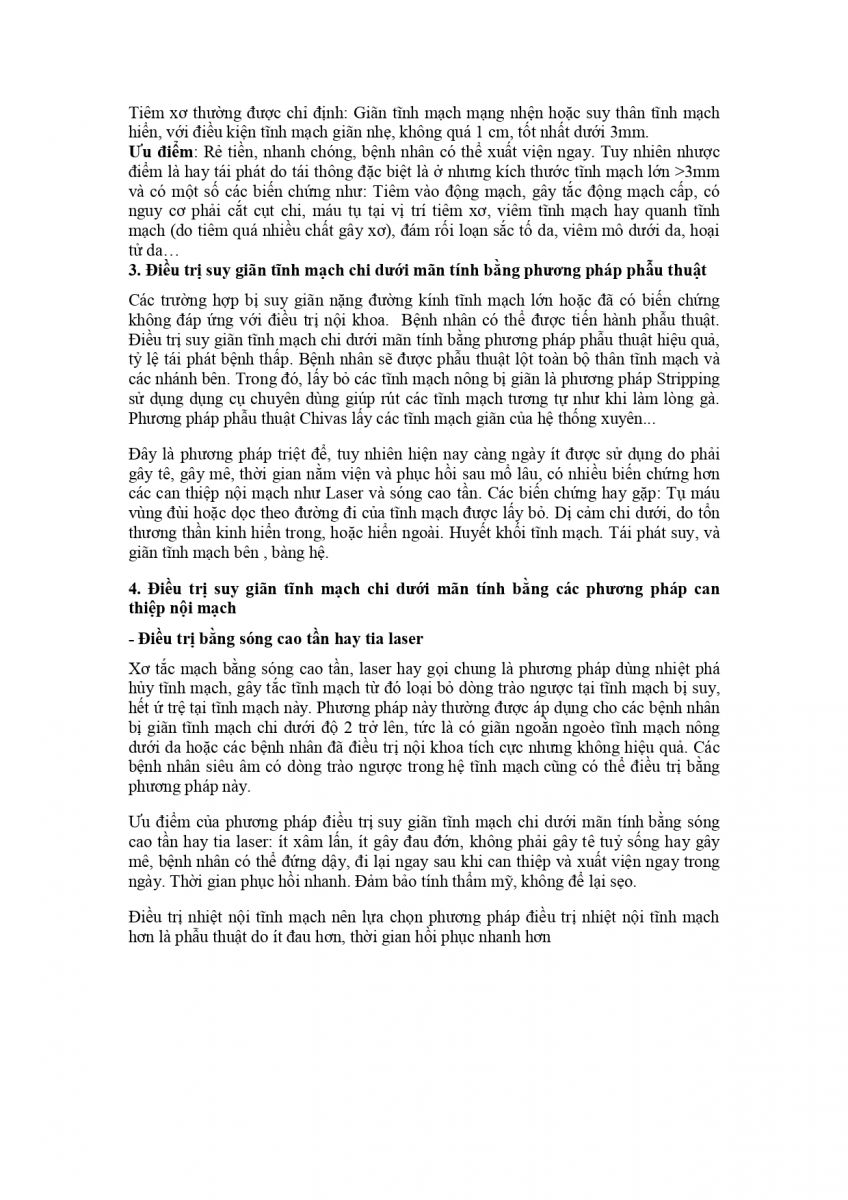 Tiêm xơ thường được chỉ định: Giãn tĩnh mạch mạng nhện hoặc suy thân tĩnh mạch
hiển, với điều kiện tĩnh mạch giãn nhẹ, không quá 1 cm, tốt nhất dưới 3mm.
Ưu điểm: Rẻ tiền, nhanh chóng, bệnh nhân có thể xuất viện ngay. Tuy nhiên nhược
điểm là hay tái phát do tái thông đặc biệt là ở nhưng kích thước tĩnh mạch lớn >3mm
và có một số các biến chứng như: Tiêm vào động mạch, gây tắc động mạch cấp, có
nguy cơ phải cắt cụt chi, máu tụ tại vị trí tiêm xơ, viêm tĩnh mạch hay quanh tĩnh
mạch (do tiêm quá nhiều chất gây xơ), đám rối loạn sắc tố da, viêm mô dưới da, hoại
tử da…
3. Điều trị suy giãn tĩnh mạch chi dưới mãn tính bằng phương pháp phẫu thuật
Các trường hợp bị suy giãn nặng đường kính tĩnh mạch lớn hoặc đã có biến chứng
không đáp ứng với điều trị nội khoa. Bệnh nhân có thể được tiến hành phẫu thuật.
Điều trị suy giãn tĩnh mạch chi dưới mãn tính bằng phương pháp phẫu thuật hiệu quả,
tỷ lệ tái phát bệnh thấp. Bệnh nhân sẽ được phẫu thuật lột toàn bộ thân tĩnh mạch và
các nhánh bên. Trong đó, lấy bỏ các tĩnh mạch nông bị giãn là phương pháp Stripping
sử dụng dụng cụ chuyên dùng giúp rút các tĩnh mạch tương tự như khi làm lòng gà.
Phương pháp phẫu thuật Chivas lấy các tĩnh mạch giãn của hệ thống xuyên...
Đây là phương pháp triệt để, tuy nhiên hiện nay càng ngày ít được sử dụng do phải
gây tê, gây mê, thời gian nằm viện và phục hồi sau mổ lâu, có nhiều biến chứng hơn
các can thiệp nội mạch như Laser và sóng cao tần. Các biến chứng hay gặp: Tụ máu
vùng đùi hoặc dọc theo đường đi của tĩnh mạch được lấy bỏ. Dị cảm chi dưới, do tổn
thương thần kinh hiển trong, hoặc hiển ngoài. Huyết khối tĩnh mạch. Tái phát suy, và
giãn tĩnh mạch bên , bàng hệ.
4. Điều trị suy giãn tĩnh mạch chi dưới mãn tính bằng các phương pháp can
thiệp nội mạch
- Điều trị bằng sóng cao tần hay tia laser
Xơ tắc mạch bằng sóng cao tần, laser hay gọi chung là phương pháp dùng nhiệt phá
hủy tĩnh mạch, gây tắc tĩnh mạch từ đó loại bỏ dòng trào ngược tại tĩnh mạch bị suy,
hết ứ trệ tại tĩnh mạch này. Phương pháp này thường được áp dụng cho các bệnh nhân
bị giãn tĩnh mạch chi dưới độ 2 trở lên, tức là có giãn ngoằn ngoèo tĩnh mạch nông
dưới da hoặc các bệnh nhân đã điều trị nội khoa tích cực nhưng không hiệu quả. Các
bệnh nhân siêu âm có dòng trào ngược trong hệ tĩnh mạch cũng có thể điều trị bằng
phương pháp này.
Ưu điểm của phương pháp điều trị suy giãn tĩnh mạch chi dưới mãn tính bằng sóng
cao tần hay tia laser: ít xâm lấn, ít gây đau đớn, không phải gây tê tuỷ sống hay gây
mê, bệnh nhân có thể đứng dậy, đi lại ngay sau khi can thiệp và xuất viện ngay trong
ngày. Thời gian phục hồi nhanh. Đảm bảo tính thẩm mỹ, không để lại sẹo.
Điều trị nhiệt nội tĩnh mạch nên lựa chọn phương pháp điều trị nhiệt nội tĩnh mạch
hơn là phẫu thuật do ít đau hơn, thời gian hồi phục nhanh hơn